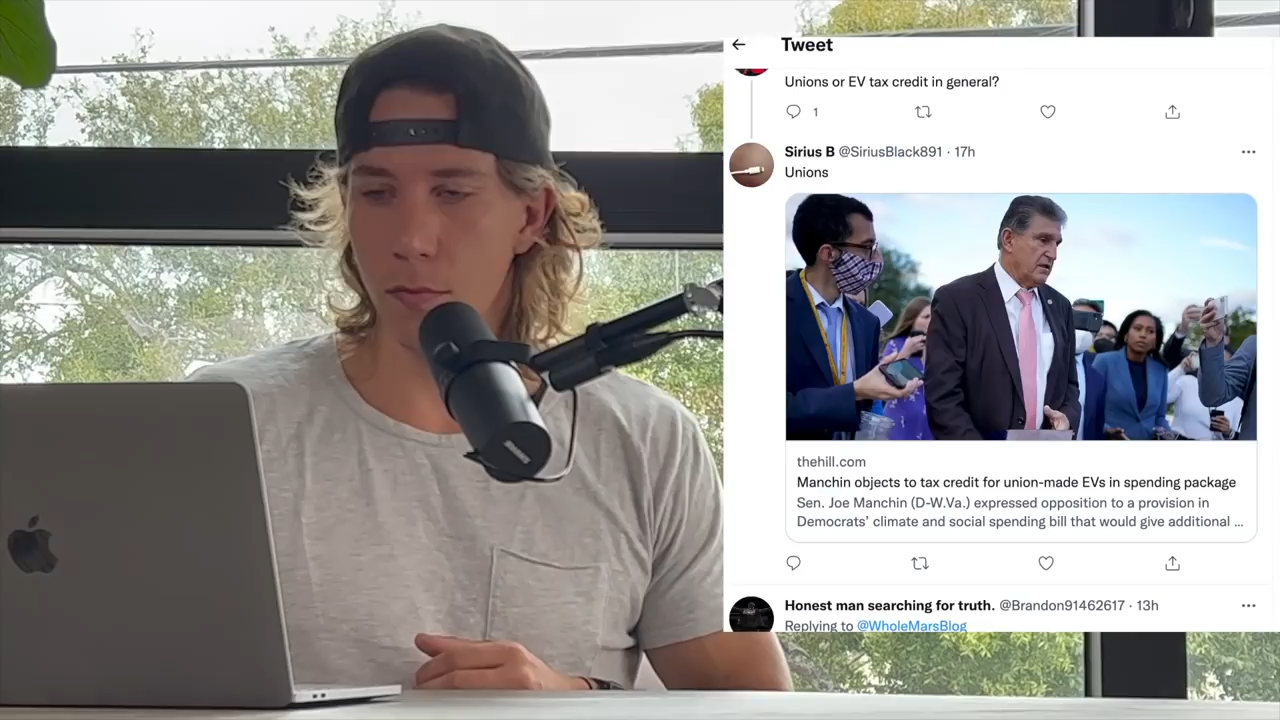 Tweet
Unions or EV tax credit in general?
1
Sirius B @SiriusBlack891 · 17h
Unions
thehill.com
Manchin objects to tax credit for union-made EVs in spending package
Sen. Joe Manchin (D-W.Va.) expressed opposition to a provision in
Democrats’ climate and social spending bill that would give additional ...
Honest man searching for truth. @Brandon91462617 · 13h
Replying to @WholeMarsBlog